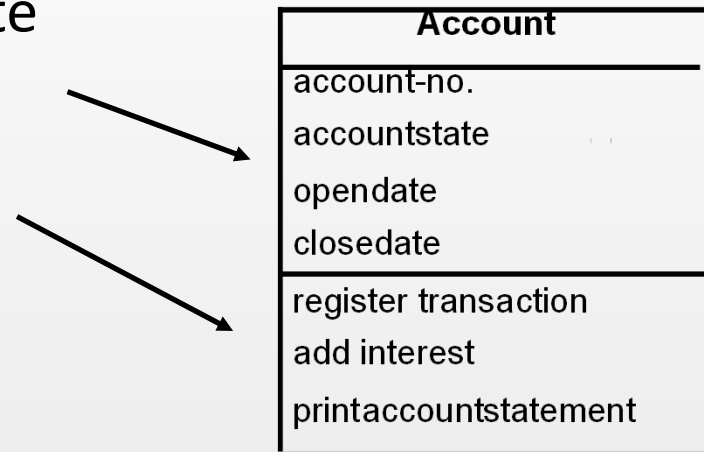 te
Account
account-no.
accountstate
opendate
closedate
register transaction
add interest
printaccountstatement